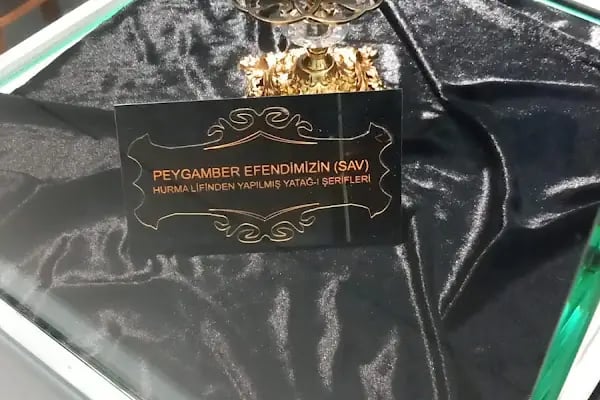 PEYGAMBER EFENDİMİZİN (SAV)
HURMA LİFİNDEN YAPILMIŞ YATAĞ-I ŞERİFLERİ